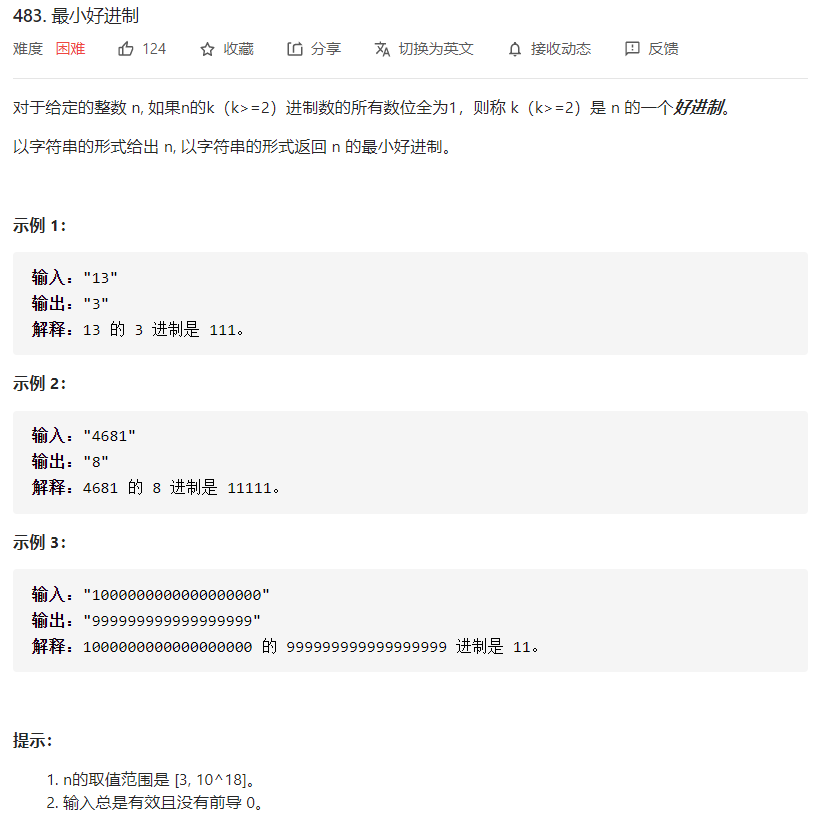 483. 最小好进制
难度 困难 124 收藏 分享 切换为英文 接收动态 反馈
对于给定的整数 n, 如果n的k（k>=2）进制数的所有数位全为1，则称 k（k>=2）是 n 的一个好进制。
以字符串的形式给出 n, 以字符串的形式返回 n 的最小好进制。
示例 1：
输入："13"
输出："3"
解释：13 的 3 进制是 111。
示例 2：
输入："4681"
输出："8"
解释：4681 的 8 进制是 11111。
示例 3：
输入："1000000000000000000"
输出："999999999999999999"
解释：1000000000000000000 的 999999999999999999 进制是 11。
提示：
1. n的取值范围是 [3, 10^18]。
2. 输入总是有效且没有前导 0。